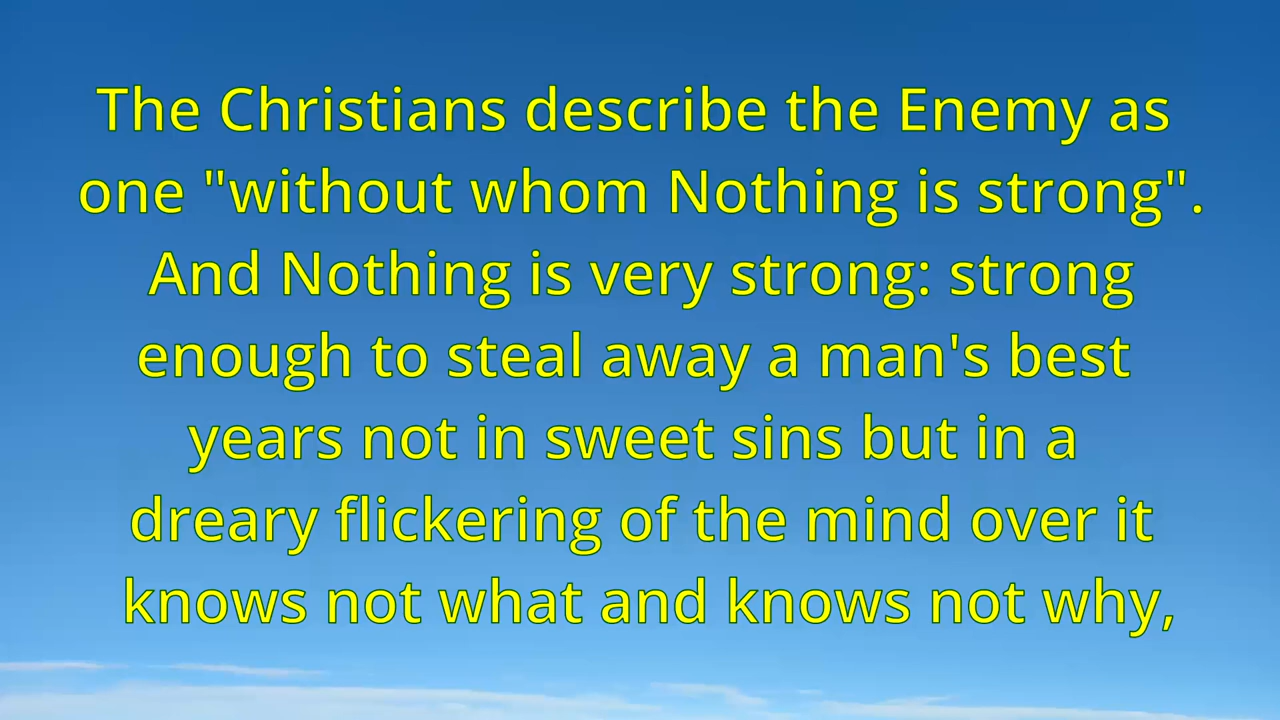 The Christians describe the Enemy as
one "without whom Nothing is strong".
And Nothing is very strong: strong
enough to steal away a man's best
years not in sweet sins but in a
dreary flickering of the mind over it
knows not what and knows not why,